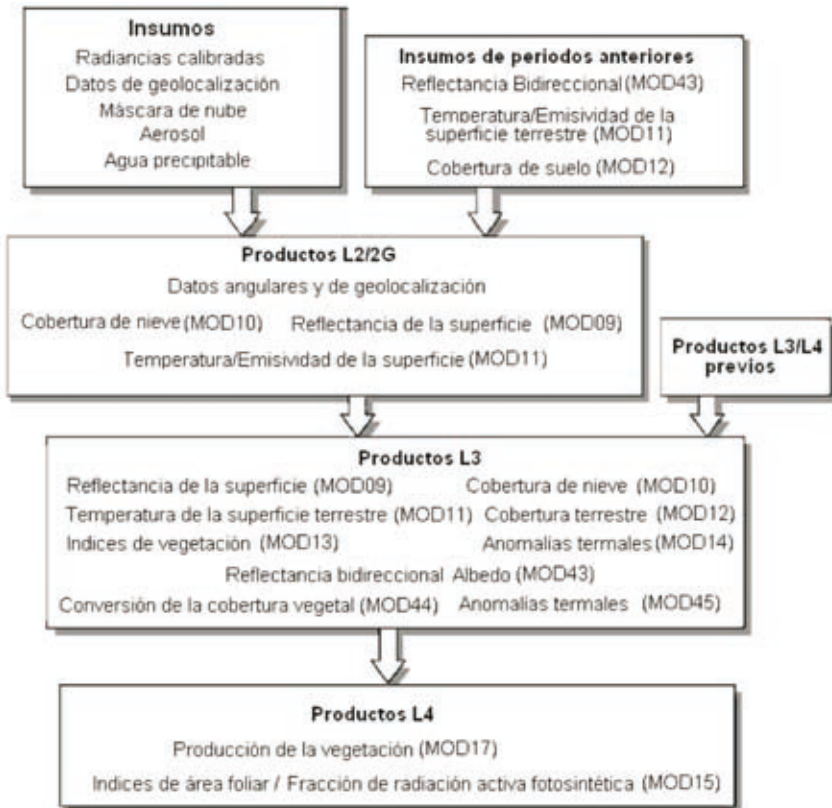 Insumos
Radiancias calibradas
Datos de geolocalización
Máscara de nube
Aerosol
Agua precipitable
Insumos de periodos anteriores
Reflectancia Bidireccional (MOD43)
Temperatura/Emisividad de la
superficie terrestre (MOD11)
Cobertura de suelo (MOD12)
Productos L2/2G
Datos angulares y de geolocalización
Cobertura de nieve (MOD10) Reflectancia de la superficie (MOD09)
Temperatura/Emisividad de la superficie (MOD11)
Productos L3/L4
previos
Productos L3
Reflectancia de la superficie (MOD09) Cobertura de nieve (MOD10)
Temperatura de la superficie terrestre (MOD11) Cobertura terrestre (MOD12)
Indices de vegetación (MOD13) Anomalías termales (MOD14)
Reflectancia bidireccional Albedo (MOD43)
Conversión de la cobertura vegetal (MOD44) Anomalías termales (MOD45)
Productos L4
Producción de la vegetación (MOD17)
Indices de área foliar / Fracción de radiación activa fotosintética (MOD15)